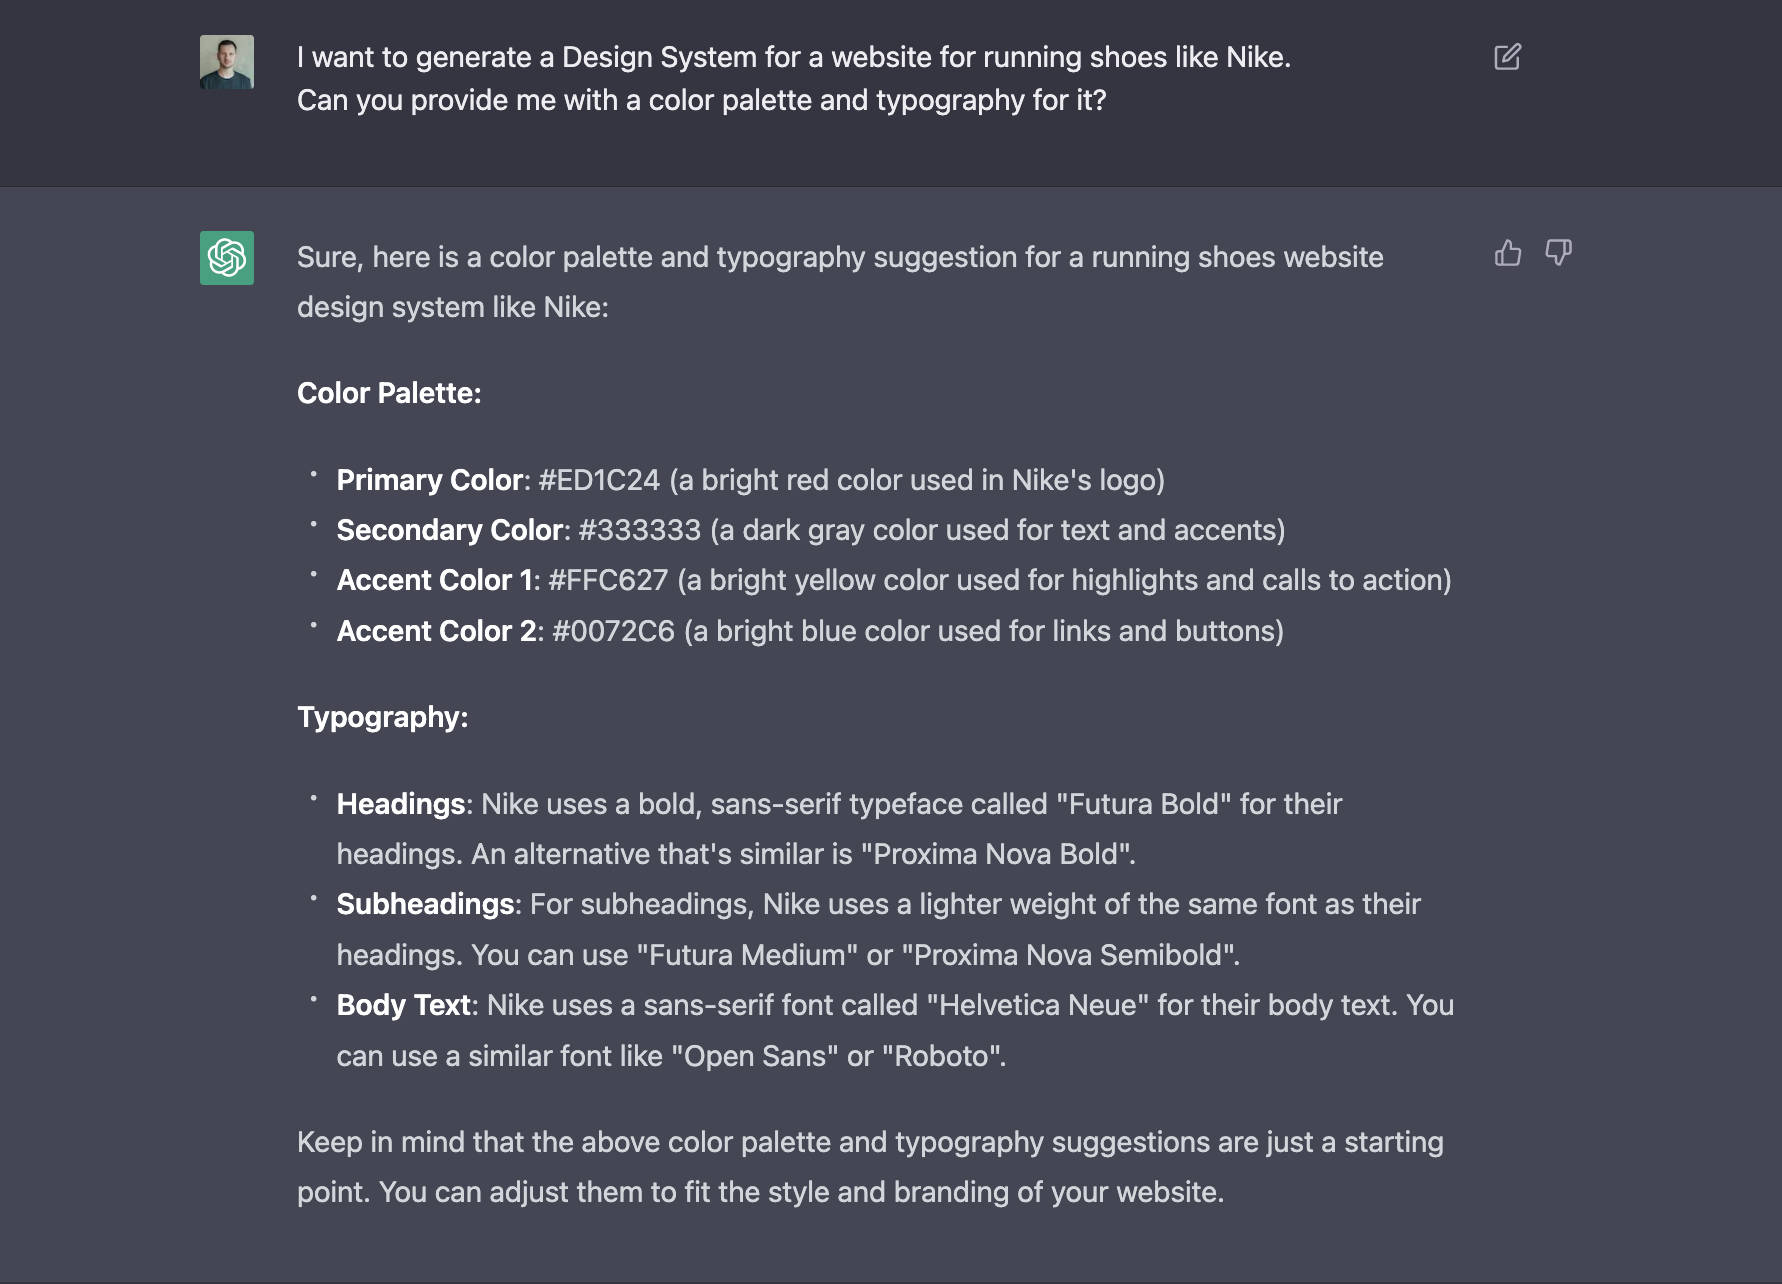 I want to generate a Design System for a website for running shoes like Nike.
Can you provide me with a color palette and typography for it?
Sure, here is a color palette and typography suggestion for a running shoes website
design system like Nike:
Color Palette:
• Primary Color: #ED1C24 (a bright red color used in Nike's logo)
• Secondary Color: #333333 (a dark gray color used for text and accents)
• Accent Color 1: #FFC627 (a bright yellow color used for highlights and calls to action)
• Accent Color 2: #0072C6 (a bright blue color used for links and buttons)
Typography:
• Headings: Nike uses a bold, sans-serif typeface called "Futura Bold" for their
headings. An alternative that's similar is "Proxima Nova Bold".
• Subheadings: For subheadings, Nike uses a lighter weight of the same font as their
headings. You can use "Futura Medium" or "Proxima Nova Semibold".
• Body Text: Nike uses a sans-serif font called "Helvetica Neue" for their body text. You
can use a similar font like "Open Sans" or "Roboto".
Keep in mind that the above color palette and typography suggestions are just a starting
point. You can adjust them to fit the style and branding of your website.